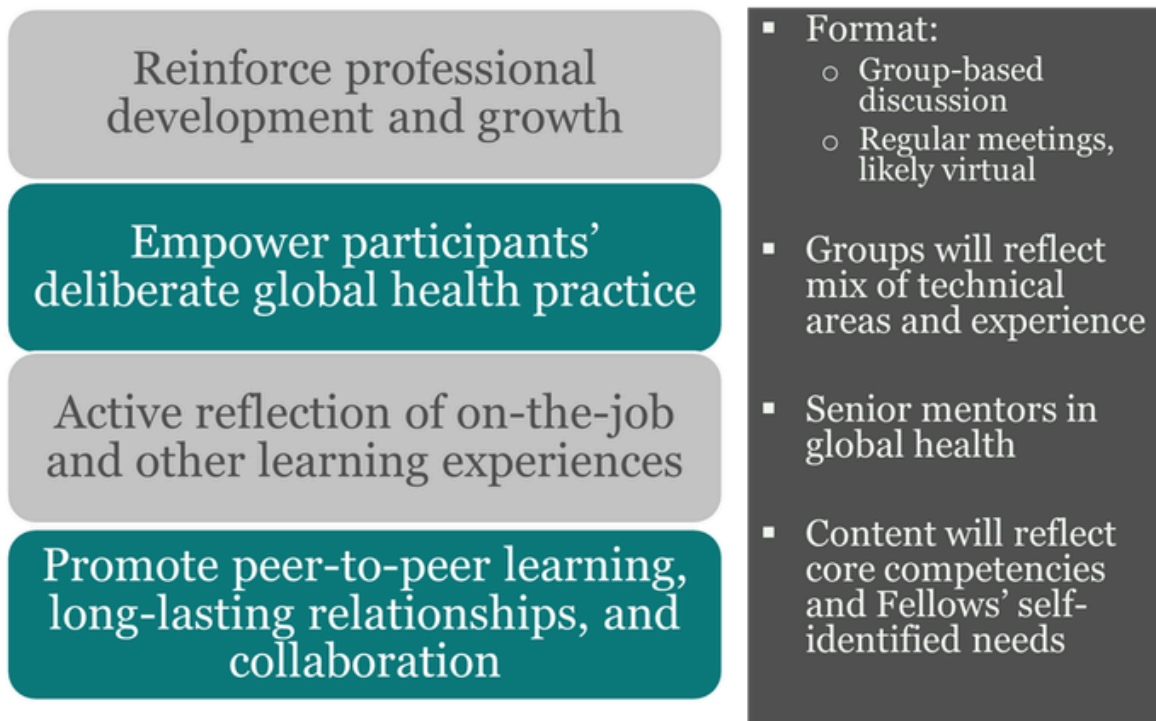 Reinforce professional
development and growth
Empower participants’
deliberate global health practice
Active reflection of on-the-job
and other learning experiences
Promote peer-to-peer learning,
long-lasting relationships, and
collaboration
▪ Format:
o Group-based
discussion
o Regular meetings,
likely virtual
▪ Groups will reflect
mix of technical
areas and experience
▪ Senior mentors in
global health
▪ Content will reflect
core competencies
and Fellows’ self-
identified needs